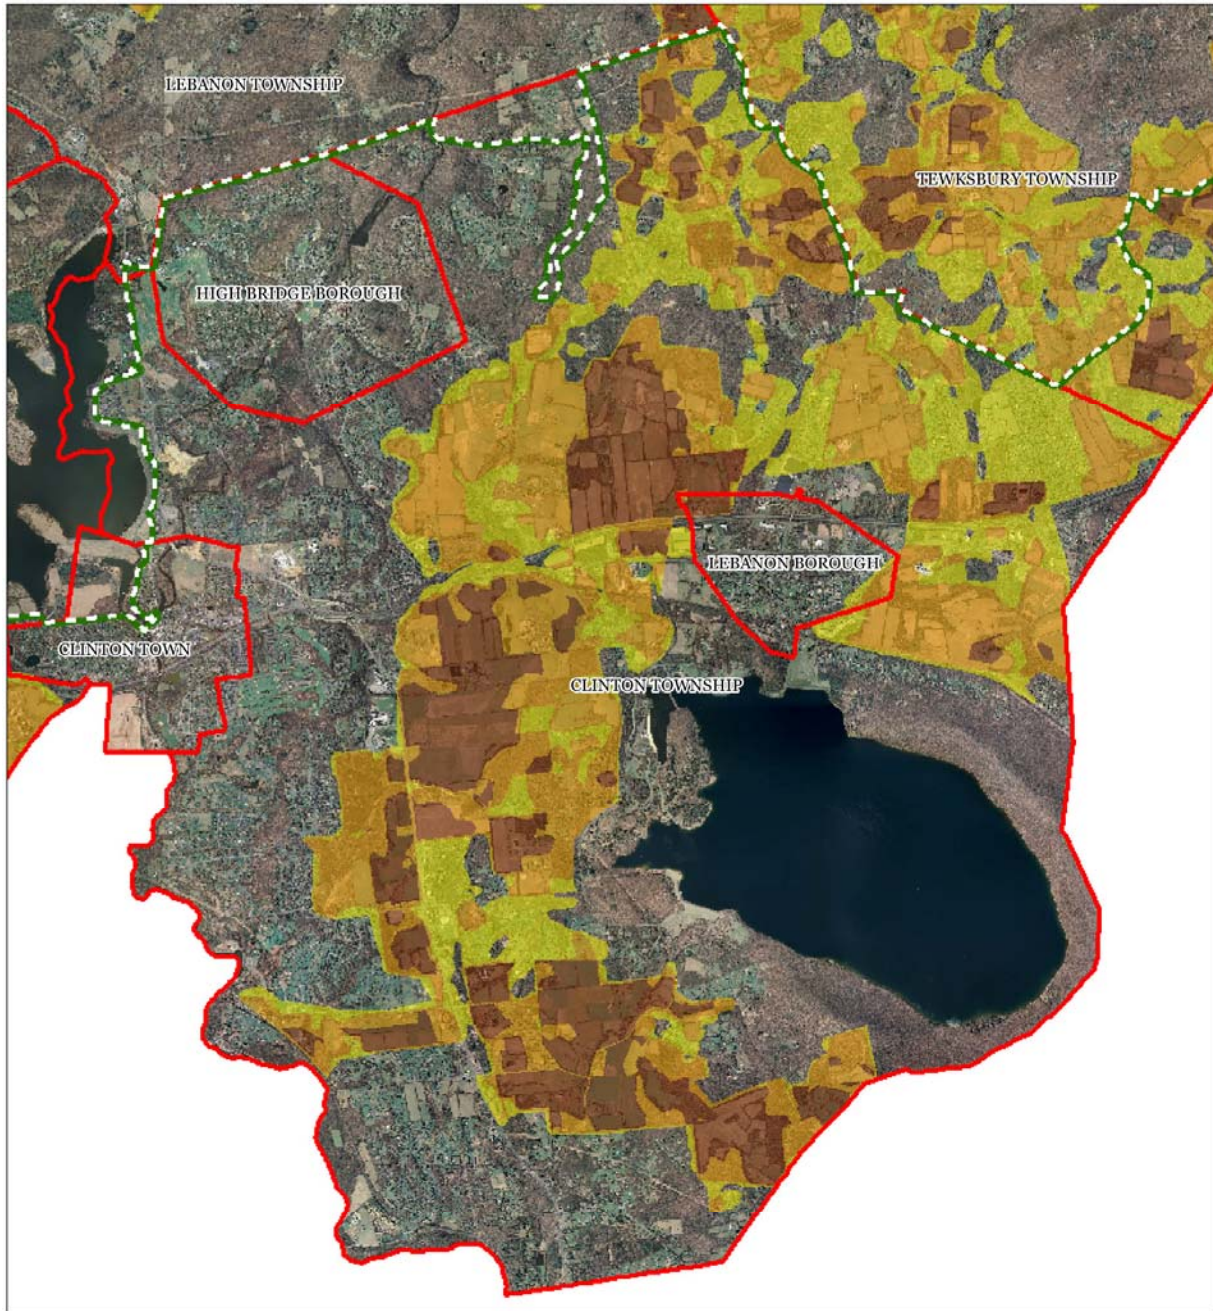 LEBANON TOWNSHIP
TEWKSBURY TOWNSHIP
HIGH BRIDGE BOROUGH
LEBANON BOROUGH
CLINTON TOWN
CLINTON TOWNSHIP